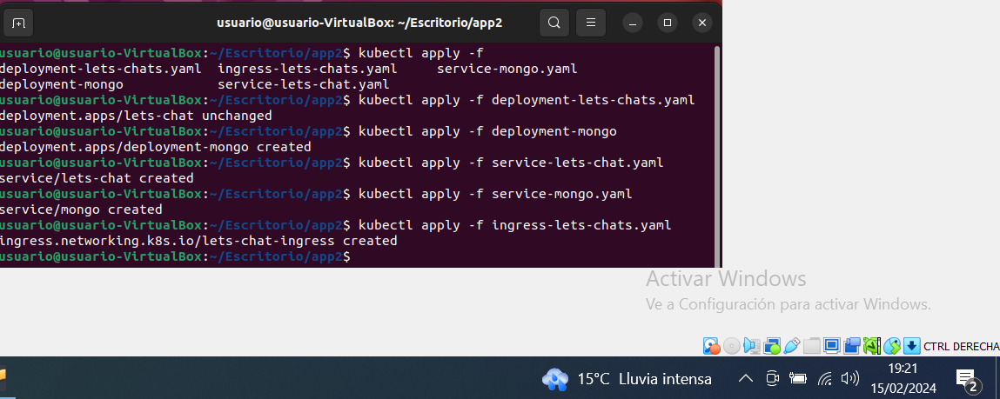 usuario@usuario-VirtualBox: ~/Escritorio/app2
usuario@usuario-VirtualBox:~/Escritorio/app2$ kubectl apply -f
deployment-lets-chats.yaml  ingress-lets-chats.yaml     service-mongo.yaml
deployment-mongo            service-lets-chat.yaml
usuario@usuario-VirtualBox:~/Escritorio/app2$ kubectl apply -f deployment-lets-chats.yaml
deployment.apps/lets-chat unchanged
usuario@usuario-VirtualBox:~/Escritorio/app2$ kubectl apply -f deployment-mongo
deployment.apps/deployment-mongo created
usuario@usuario-VirtualBox:~/Escritorio/app2$ kubectl apply -f service-lets-chat.yaml
service/lets-chat created
usuario@usuario-VirtualBox:~/Escritorio/app2$ kubectl apply -f service-mongo.yaml
service/mongo created
usuario@usuario-VirtualBox:~/Escritorio/app2$ kubectl apply -f ingress-lets-chats.yaml
ingress.networking.k8s.io/lets-chat-ingress created
usuario@usuario-VirtualBox:~/Escritorio/app2$
Activar Windows
Ve a Configuración para activar Windows.
CTRL DERECHA
15°C Lluvia intensa
19:21
15/02/2024
2